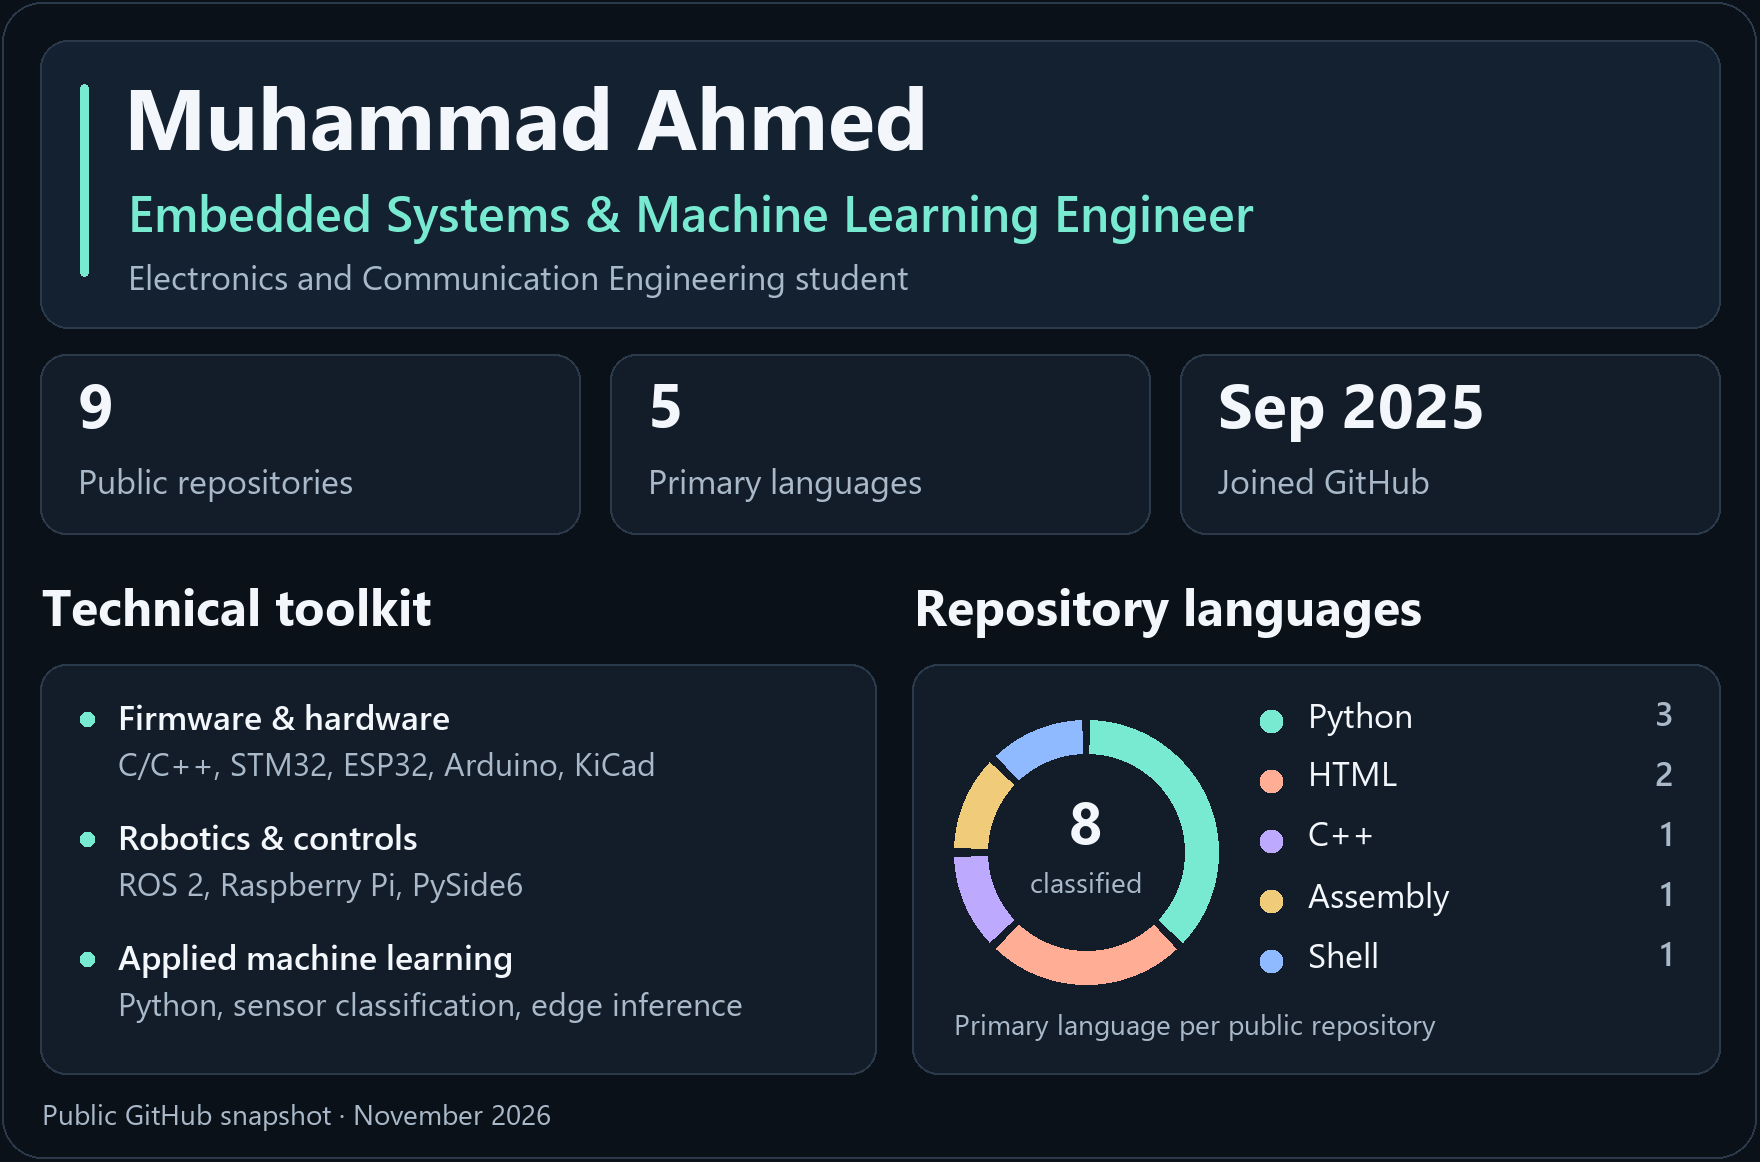 Muhammad Ahmed
Embedded Systems & Machine Learning Engineer
Electronics and Communication Engineering student
9
Public repositories
5
Primary languages
Sep 2025
Joined GitHub
Technical toolkit
Firmware & hardware
C/C++, STM32, ESP32, Arduino, KiCad
Robotics & controls
ROS 2, Raspberry Pi, PySide6
Applied machine learning
Python, sensor classification, edge inference
Repository languages
8
classified
Python 3
HTML 2
C++ 1
Assembly 1
Shell 1
Primary language per public repository
Public GitHub snapshot · November 2026